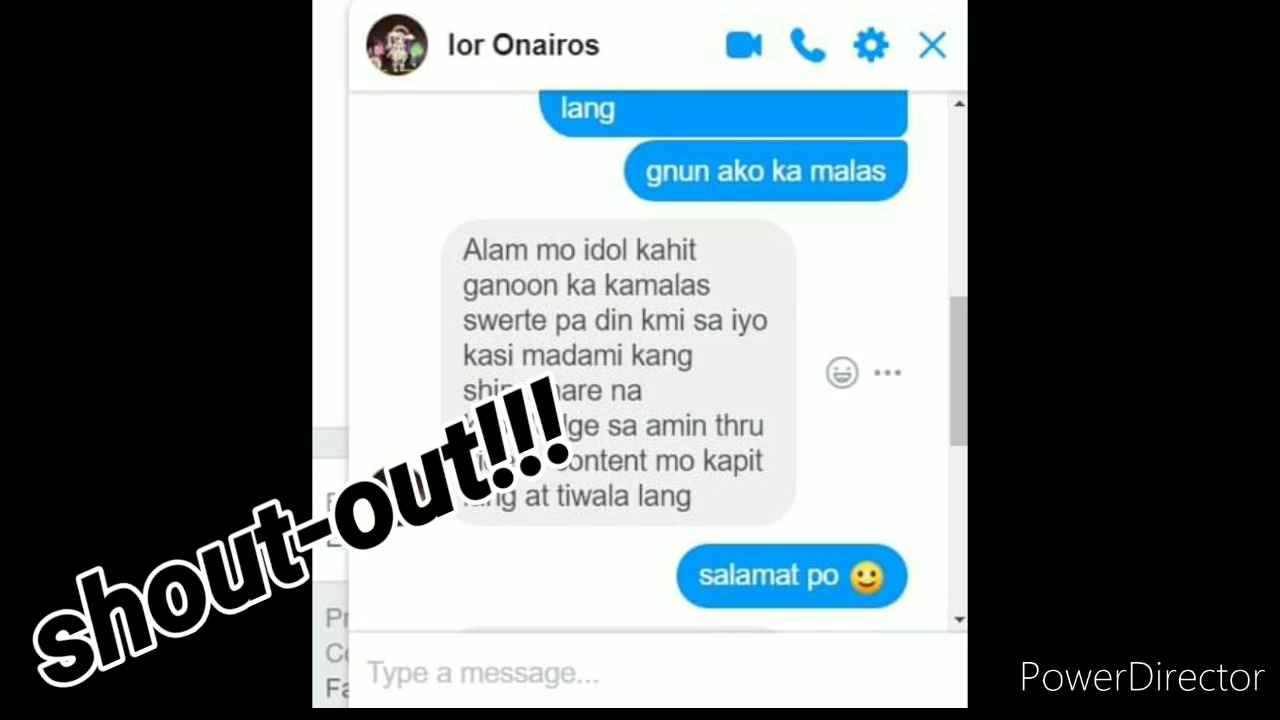 Ior Onairos
lang
gnun ako ka malas
Alam mo idol kahit
ganoon ka kamalas
swerte pa din kmi sa iyo
kasi madami kang
na
sa amin thru
mo kapit
at tiwala lang
salamat po
Type a message...
shout-out!!!
PowerDirector